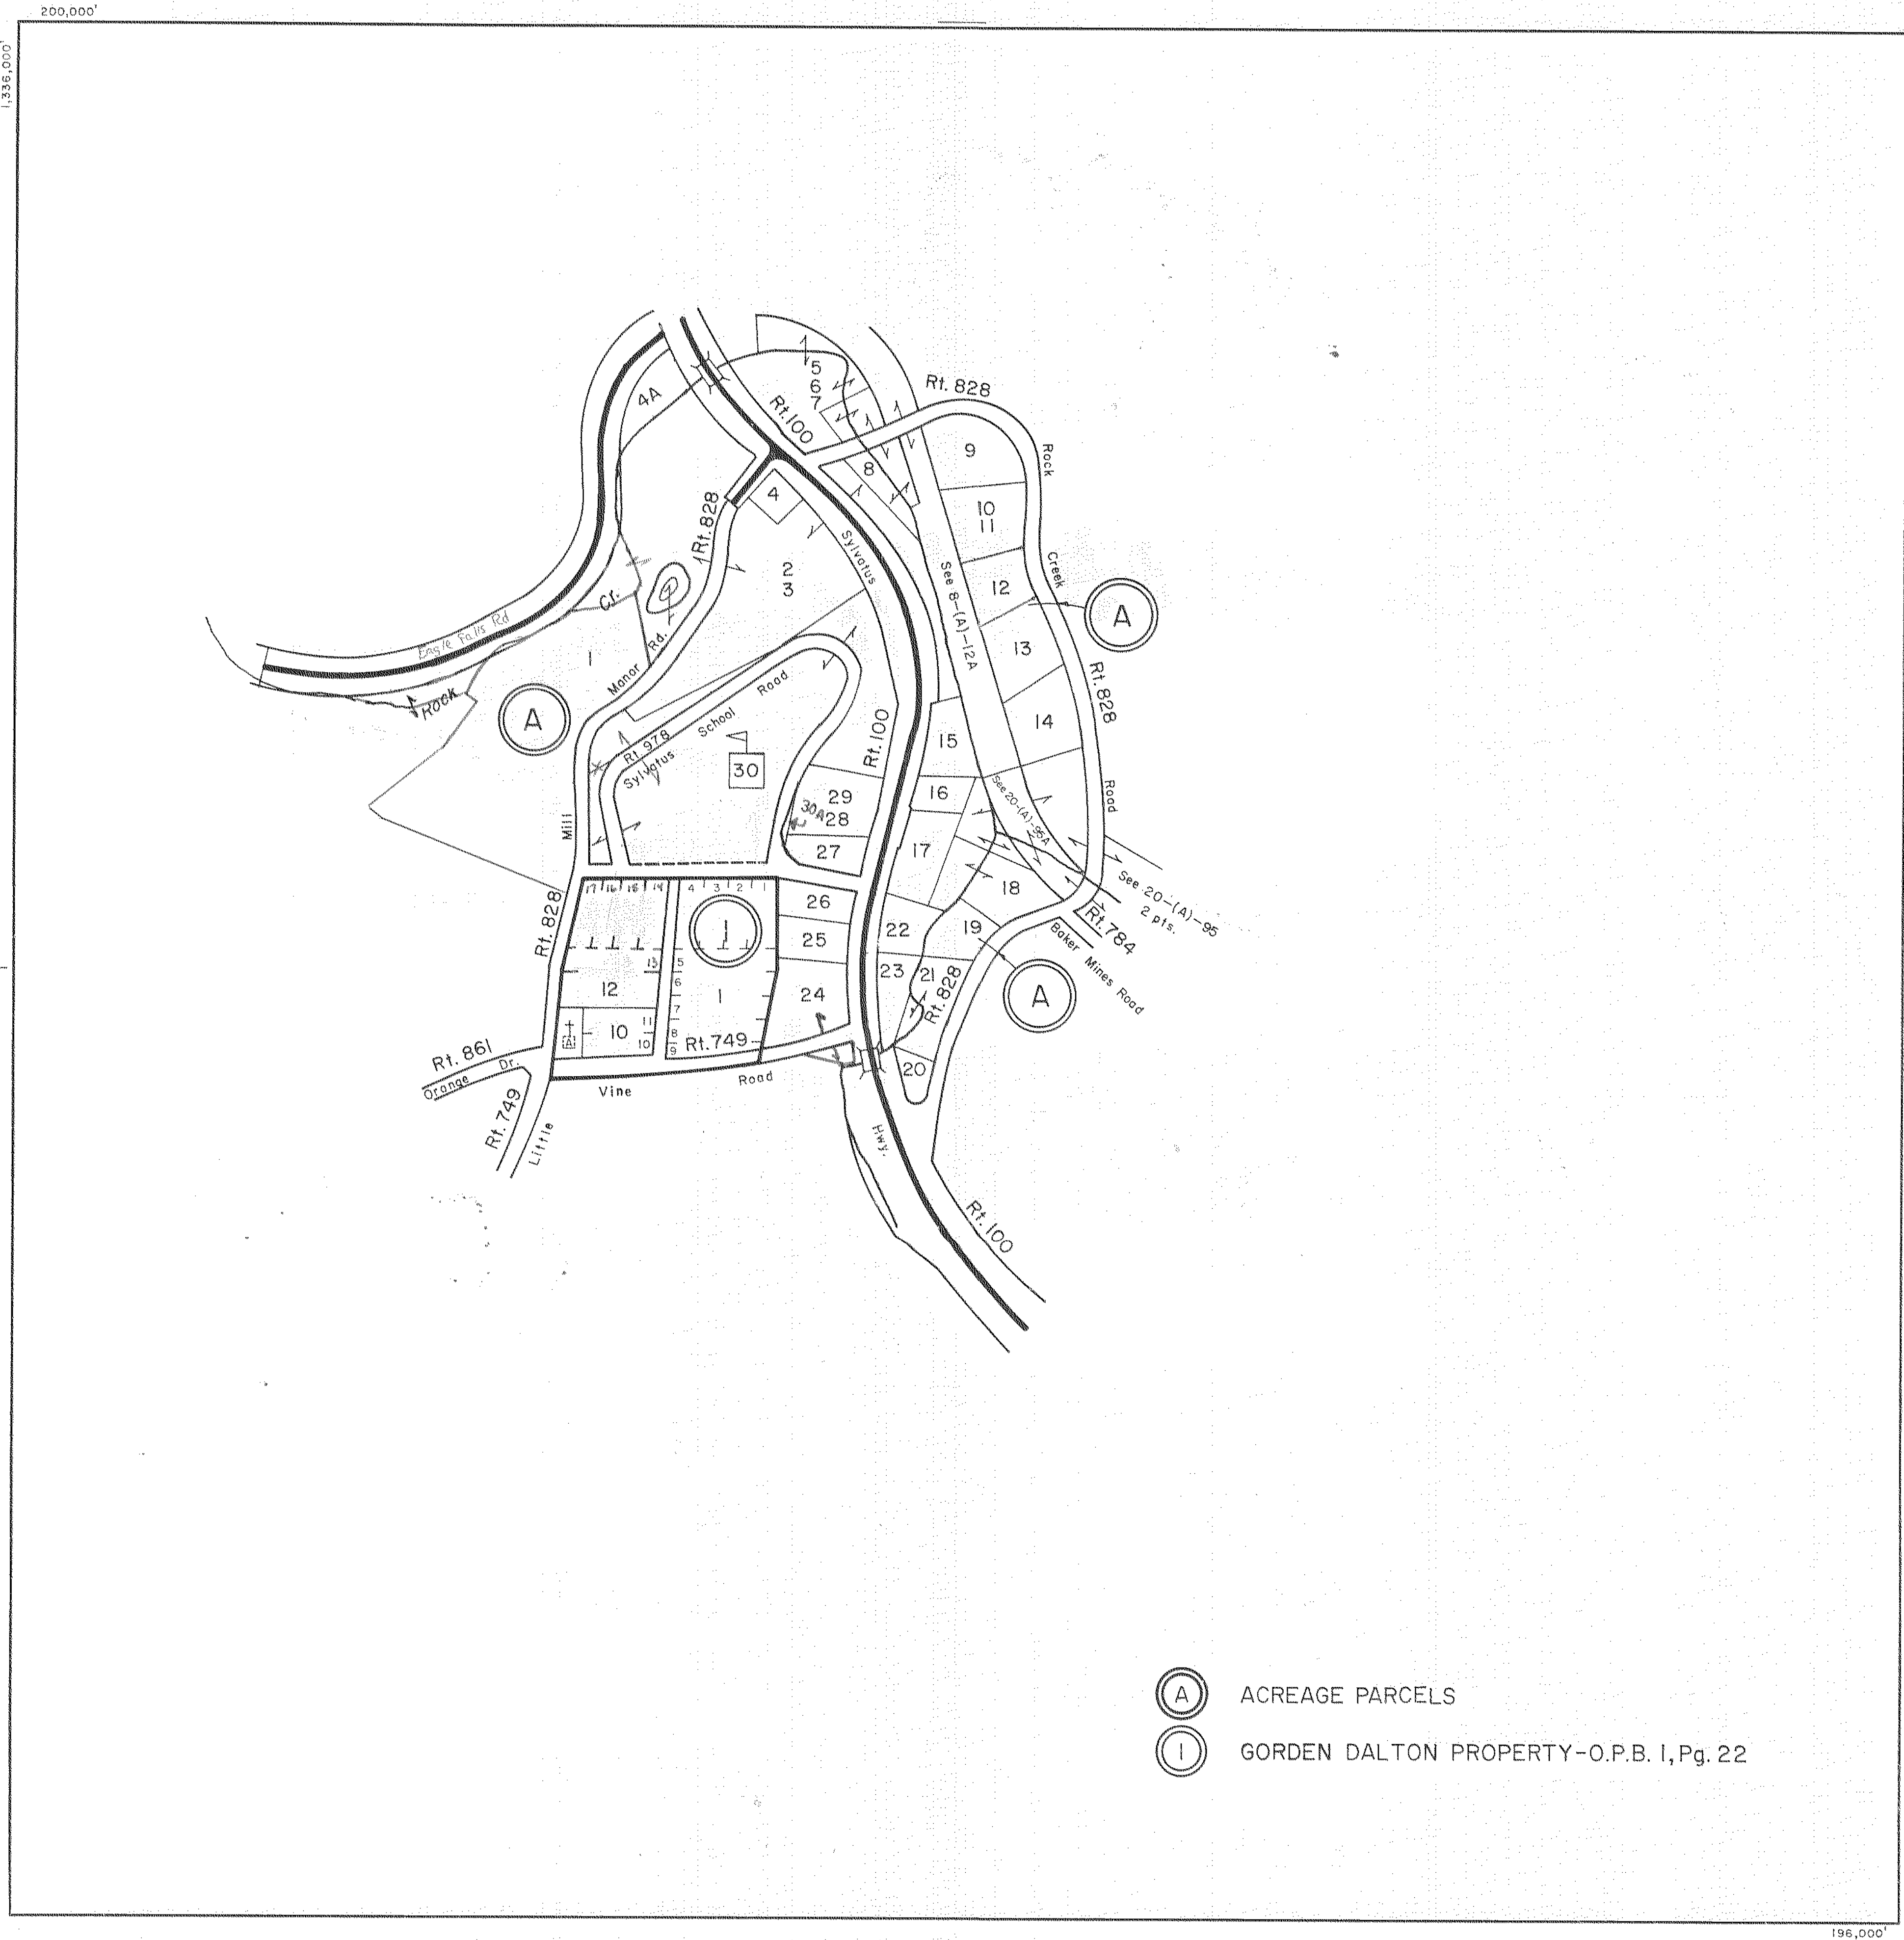 200,000'
1,336,000'
4A
Rt. 100
5
6
7
Rt. 828
8
9
Rock
4
Rt. 828
10
11
Sylvatus
2
3
Creek
See 8-(A)-12A
12
A
Cr.
2
Eagle Falls Rd
Rd.
1
13
Manor
Rock
A
Road
School
Rt. 978
Sylvatus
Rt. 828
14
Rt. 100
15
30
16
See 20-(A)-95A
Road
29
30A
28
Mill
27
17
18
See 20-(A)-95
2 pts.
17 16 15 14
4 3 2 1
26
Rt. 828
1
22
19
Rt. 784
25
Baker Mines Road
13
5
12
6
1
24
23
21
Rt. 828
A
7
11
8
10
10
9
A
Rt. 749
Rt. 861
Orange Dr.
20
Vine Road
Rt. 749
Little
Hwy.
Rt. 100
A ACREAGE PARCELS
1 GORDEN DALTON PROPERTY-O.P.B. 1, Pg. 22
196,000'